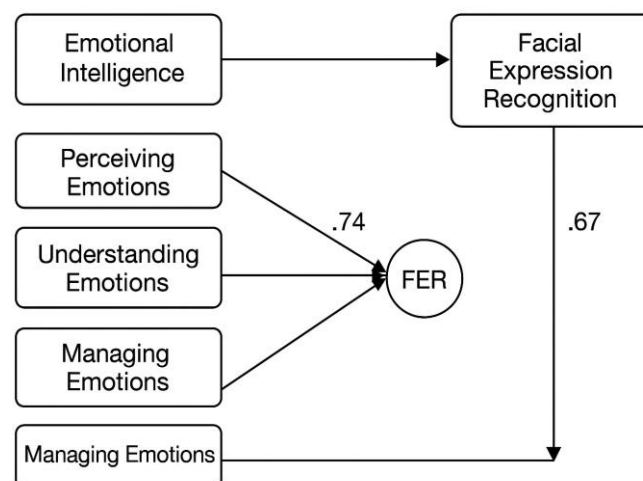 Emotional
Intelligence
Facial
Expression
Recognition
Perceiving
Emotions
.74
.67
Understanding
Emotions
FER
Managing
Emotions
Managing Emotions